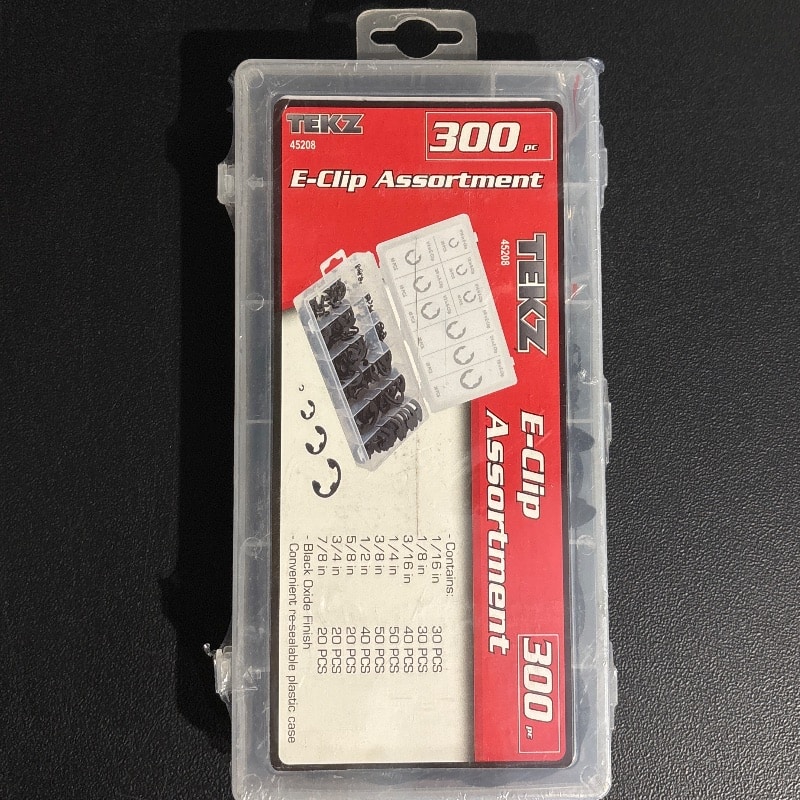 TEKZ
45208
300 pc
E-Clip Assortment
TEKZ
45208
E-Clip
Assortment
300 pc
- Contains:
1/16 in 30 PCS
1/8 in 30 PCS
3/16 in 40 PCS
1/4 in 50 PCS
3/8 in 50 PCS
1/2 in 40 PCS
5/8 in 20 PCS
3/4 in 20 PCS
7/8 in 20 PCS
- Black Oxide Finish
- Convenient re-sealable plastic case